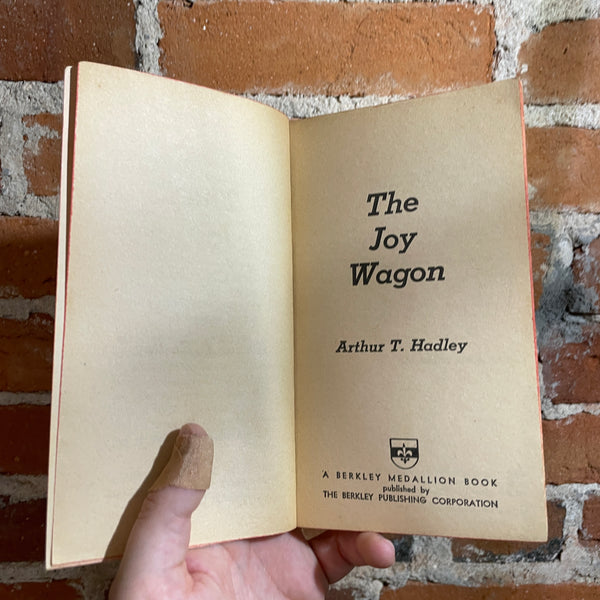 The
Joy
Wagon
Arthur T. Hadley
A BERKLEY MEDALLION BOOK
published by
THE BERKLEY PUBLISHING CORPORATION